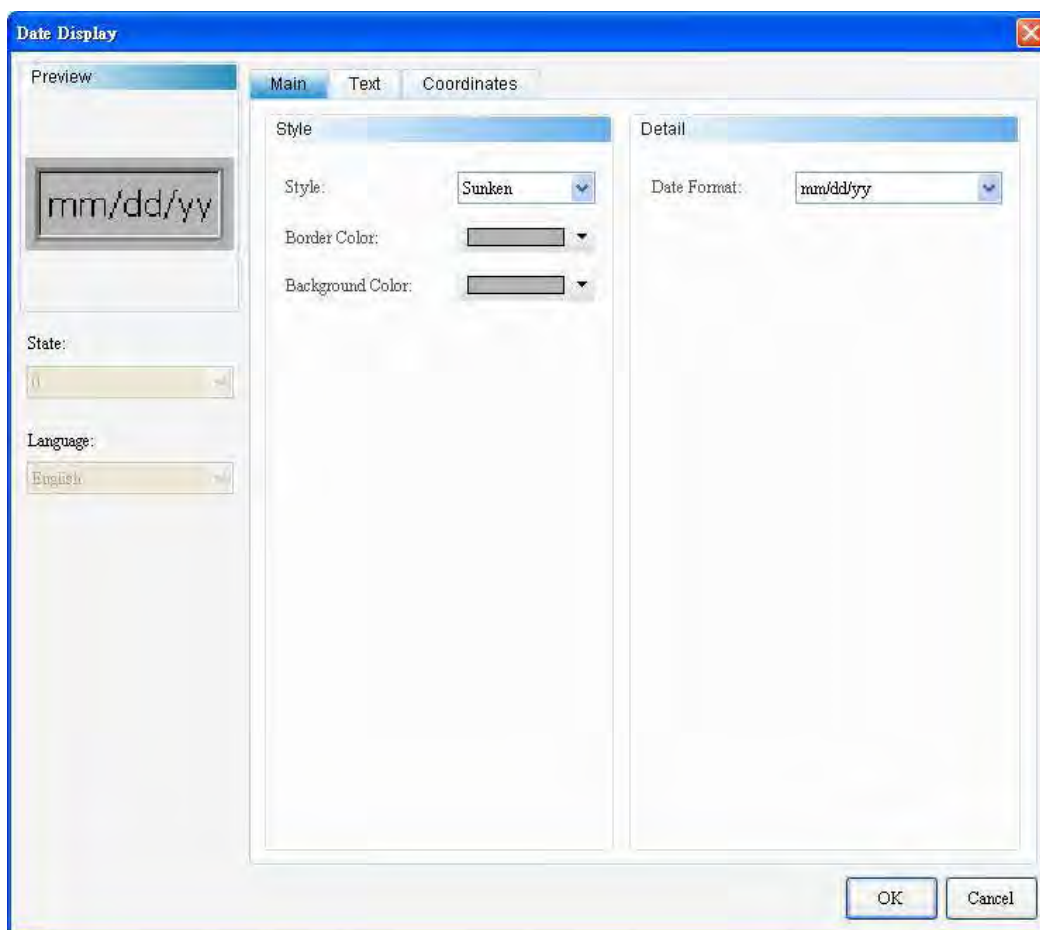 Date Display
Preview
mm/dd/yy
State:
0
Language:
English
Main Text Coordinates
Style
Style: Sunken
Border Color:
Background Color:
Detail
Date Format: mm/dd/yy
OK Cancel